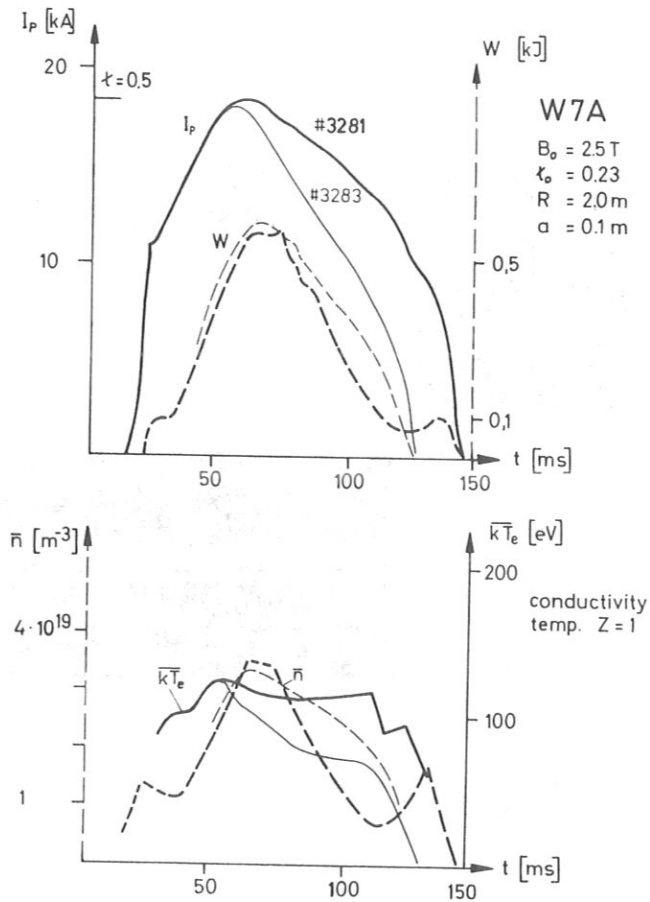 I_P [kA]
W [kJ]
20
ɫ=0.5
W7A
I_P
#3281
B_o = 2.5 T
ɫ_o = 0.23
#3283
R = 2.0 m
W
a = 0.1 m
10
0,5
0,1
50
100
150
t [ms]
n̄ [m⁻³]
k̅T̅_e [eV]
200
conductivity
temp. Z = 1
4·10¹⁹
k̅T̅_e
n̄
100
1
50
100
150
t [ms]